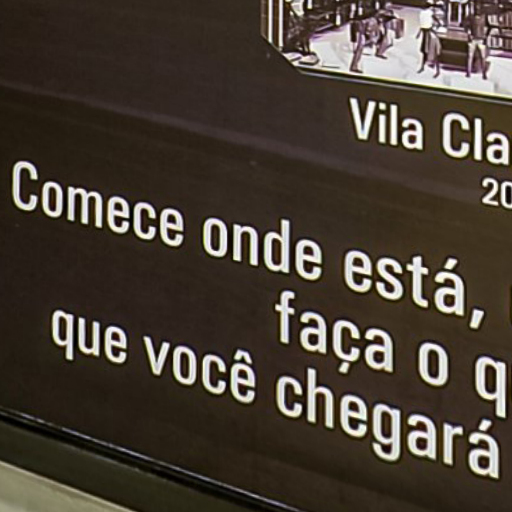 Vila Cla
20
Comece onde está,
faça o q
que você chegará